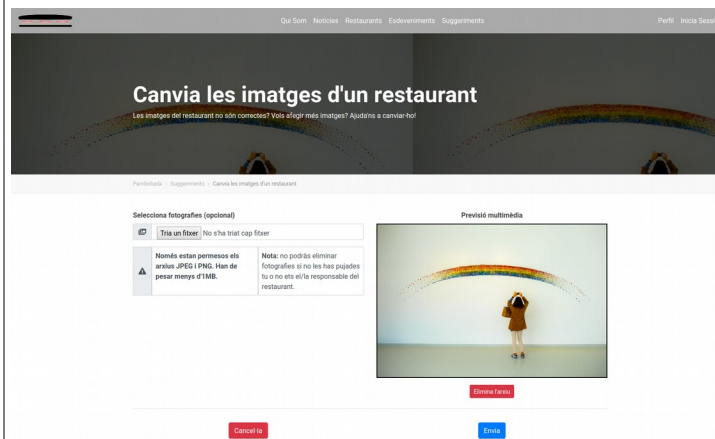 Qui Som Notícies Restaurants Esdeveniments Suggeriments
Perfil Inicia Sessi
Canvia les imatges d'un restaurant
Les imatges del restaurant no són correctes? Vols afegir més imatges? Ajuda'ns a canviar-ho!
Pambolada › Suggeriments › Canvia les imatges d'un restaurant
Selecciona fotografies (opcional)
Tria un fitxer No s'ha triat cap fitxer
Només estan permesos els
arxius JPEG i PNG. Han de
pesar menys d'1MB.
Nota: no podràs eliminar
fotografies si no les has pujades
tu o no ets el/la responsable del
restaurant.
Previsió multimèdia
Elimina l'arxiu
Cancel·la
Envia